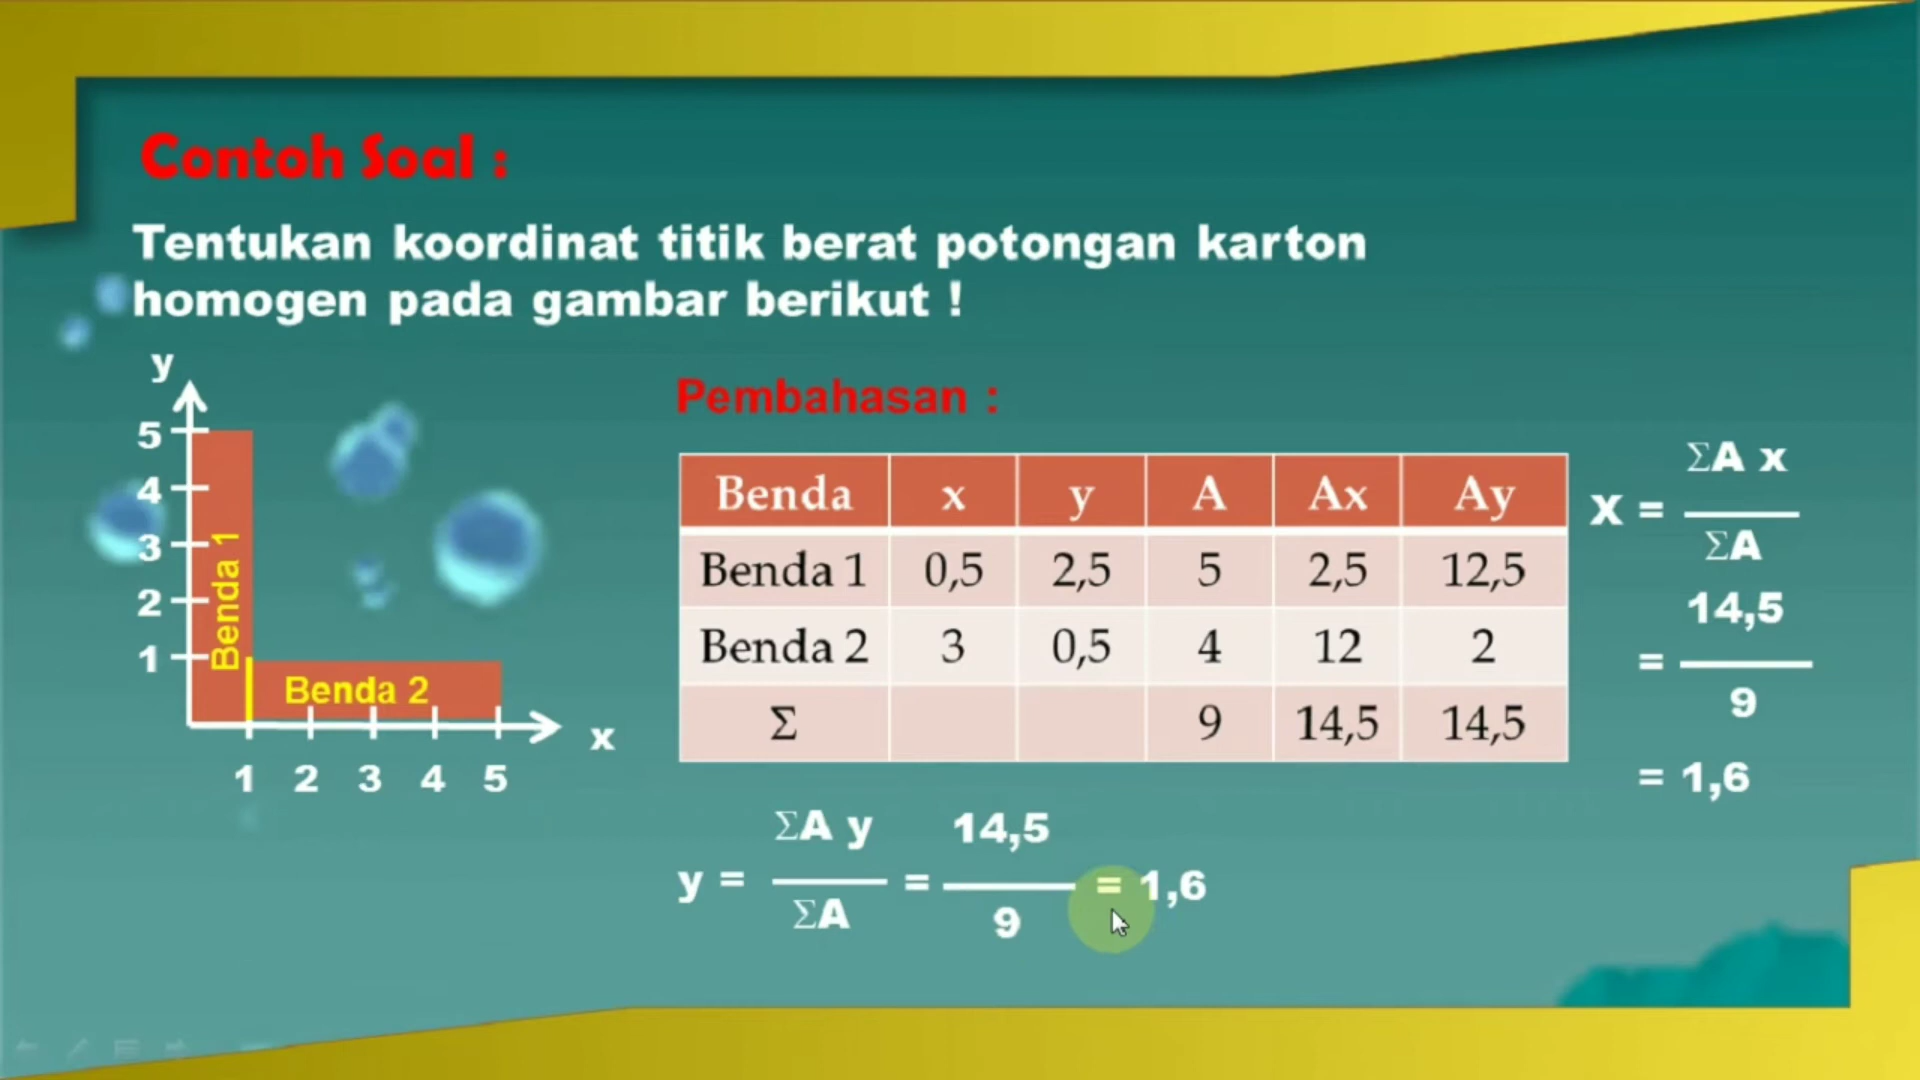 Contoh Soal :
Tentukan koordinat titik berat potongan karton
homogen pada gambar berikut !
y
5
4
3
2
1
Benda 1
Benda 2
x
1 2 3 4 5
Pembahasan :
Benda x y A Ax Ay
Benda 1 0,5 2,5 5 2,5 12,5
Benda 2 3 0,5 4 12 2
Σ 9 14,5 14,5
ΣA x
X =
ΣA
14,5
=
9
= 1,6
ΣA y 14,5
y = = = 1,6
ΣA 9